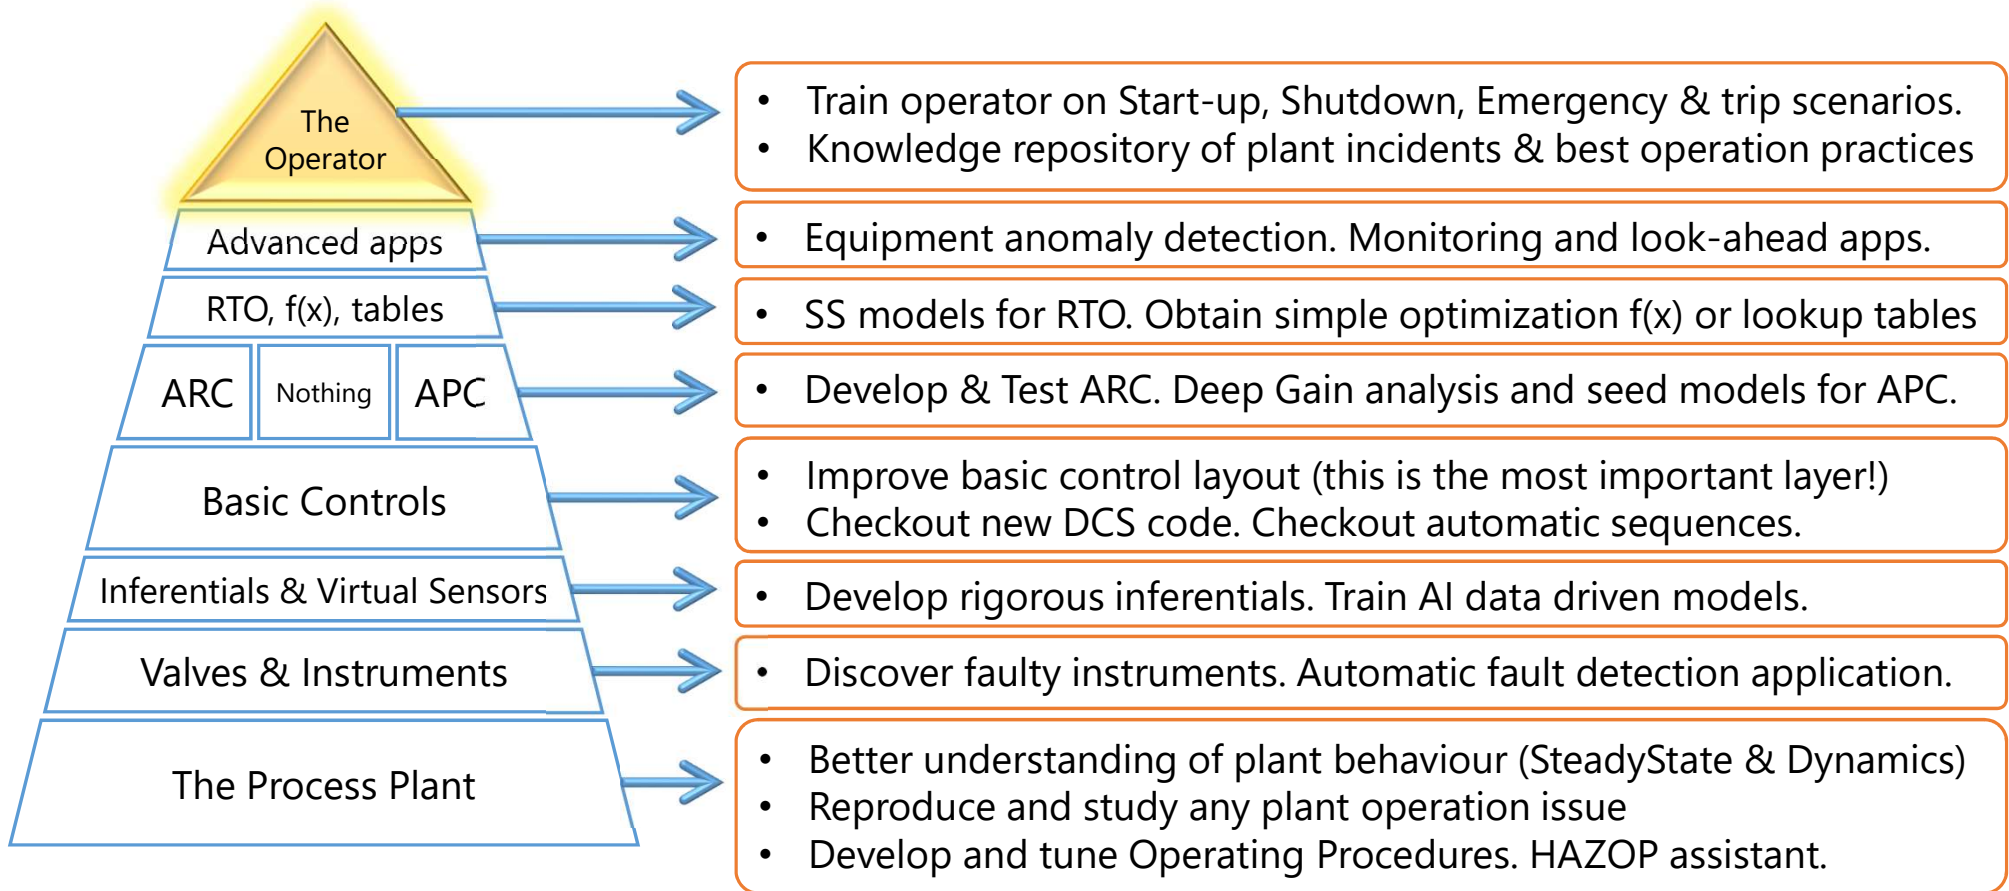 The
Operator
• Train operator on Start-up, Shutdown, Emergency & trip scenarios.
• Knowledge repository of plant incidents & best operation practices
Advanced apps
• Equipment anomaly detection. Monitoring and look-ahead apps.
RTO, f(x), tables
• SS models for RTO. Obtain simple optimization f(x) or lookup tables
ARC
Nothing
APC
• Develop & Test ARC. Deep Gain analysis and seed models for APC.
Basic Controls
• Improve basic control layout (this is the most important layer!)
• Checkout new DCS code. Checkout automatic sequences.
Inferentials & Virtual Sensors
• Develop rigorous inferentials. Train AI data driven models.
Valves & Instruments
• Discover faulty instruments. Automatic fault detection application.
The Process Plant
• Better understanding of plant behaviour (SteadyState & Dynamics)
• Reproduce and study any plant operation issue
• Develop and tune Operating Procedures. HAZOP assistant.